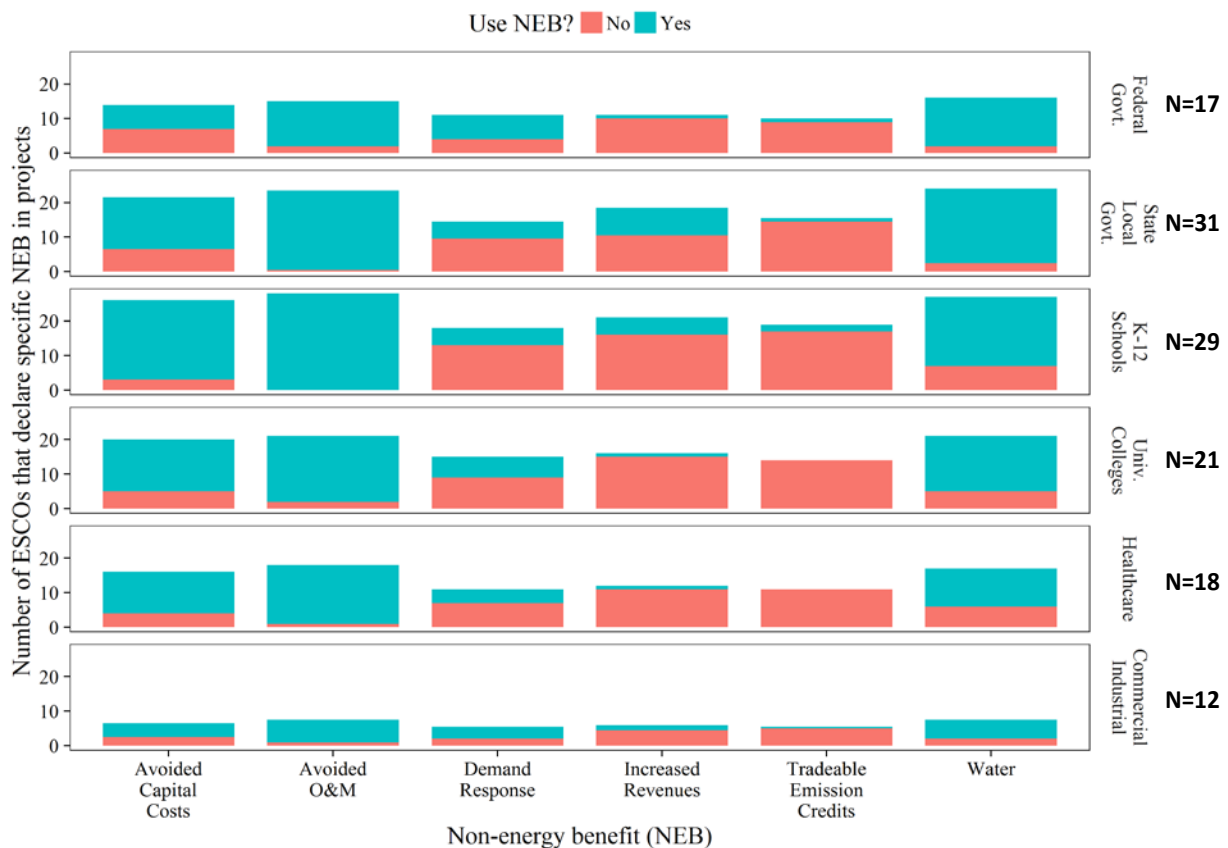 Use NEB? No Yes
Number of ESCOs that declare specific NEB in projects
20
10
0
Federal
Govt.
N=17
20
10
0
State
Local
Govt.
N=31
20
10
0
K-12
Schools
N=29
20
10
0
Univ.
Colleges
N=21
20
10
0
Healthcare
N=18
20
10
0
Commercial
Industrial
N=12
Avoided
Capital
Costs
Avoided
O&M
Demand
Response
Increased
Revenues
Tradeable
Emission
Credits
Water
Non-energy benefit (NEB)